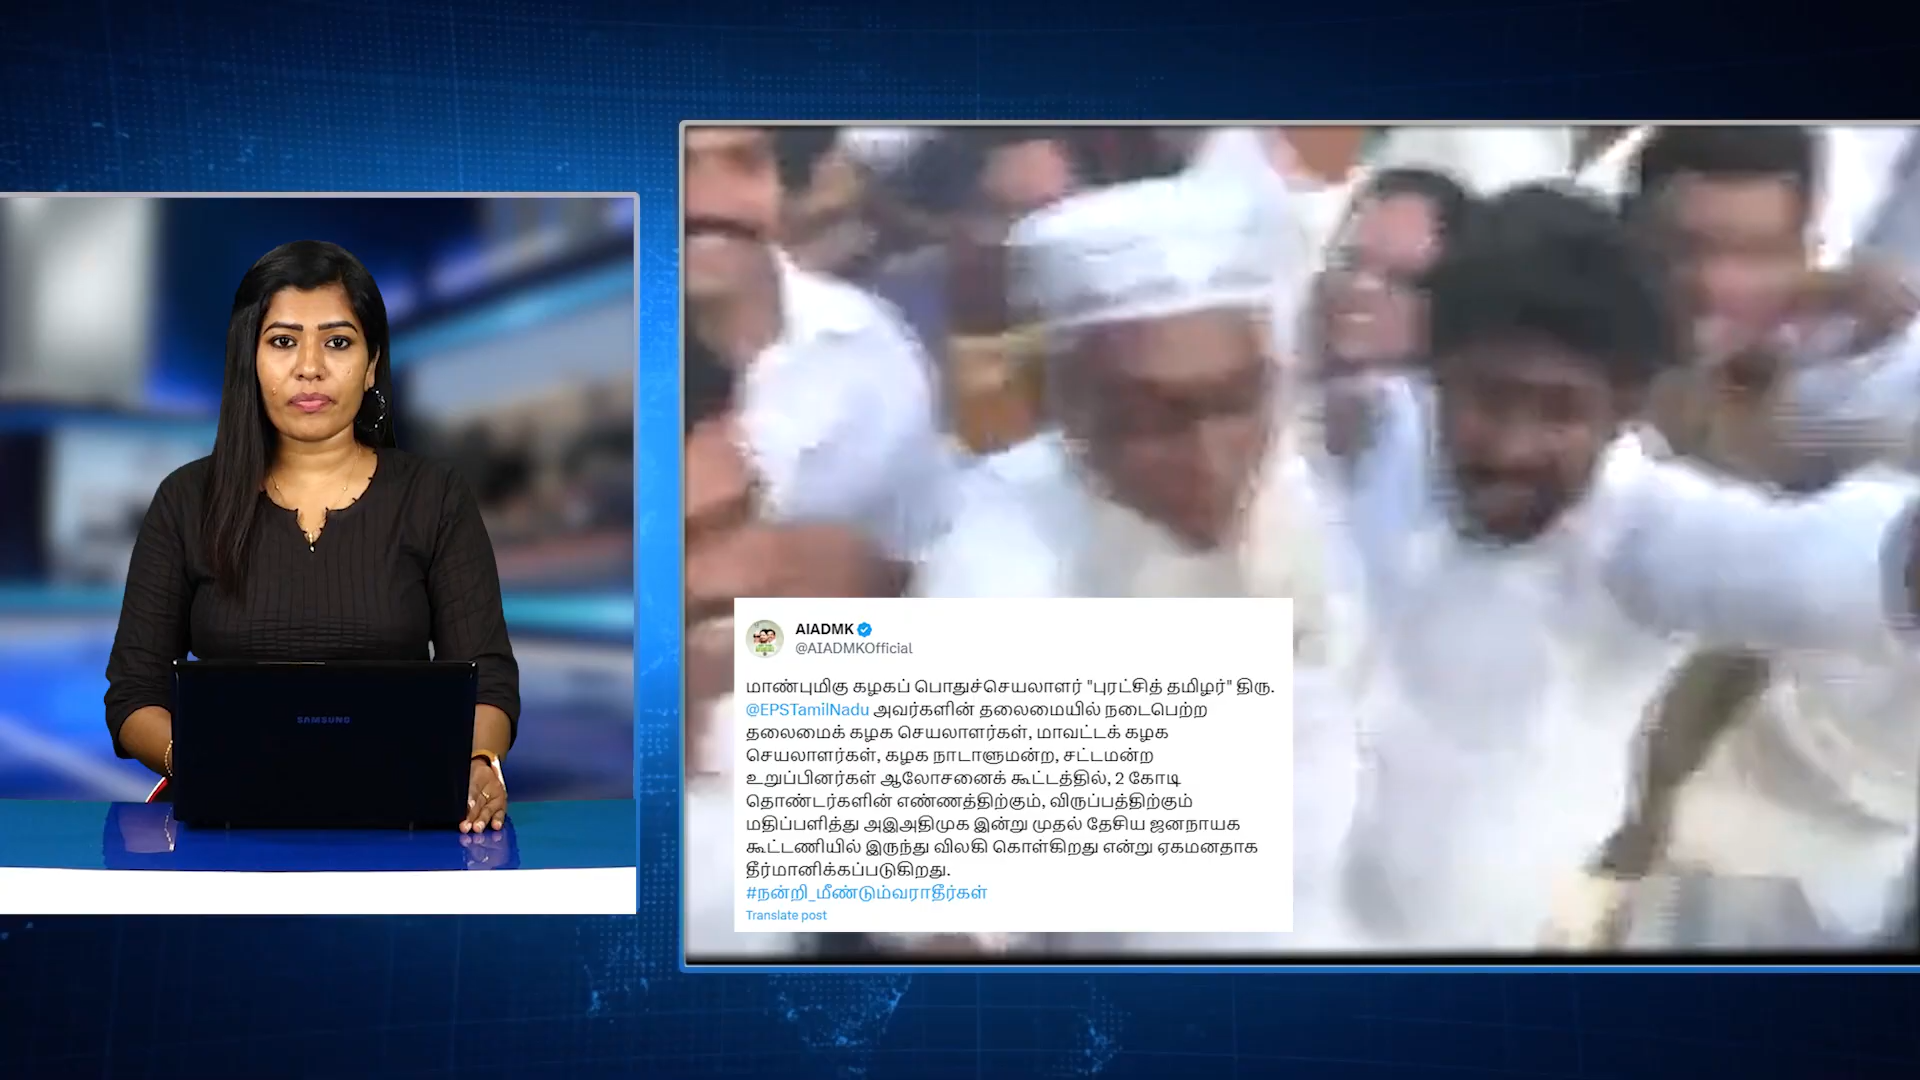 SAMSUNG
AIADMK
@AIADMKOfficial
மாண்புமிகு கழகப் பொதுச்செயலாளர் "புரட்சித் தமிழர்" திரு.
@EPSTamilNadu அவர்களின் தலைமையில் நடைபெற்ற
தலைமைக் கழக செயலாளர்கள், மாவட்டக் கழக
செயலாளர்கள், கழக நாடாளுமன்ற, சட்டமன்ற
உறுப்பினர்கள் ஆலோசனைக் கூட்டத்தில், 2 கோடி
தொண்டர்களின் எண்ணத்திற்கும், விருப்பத்திற்கும்
மதிப்பளித்து அஇஅதிமுக இன்று முதல் தேசிய ஜனநாயக
கூட்டணியில் இருந்து விலகி கொள்கிறது என்று ஏகமனதாக
தீர்மானிக்கப்படுகிறது.
#நன்றி_மீண்டும்வராதீர்கள்
Translate post